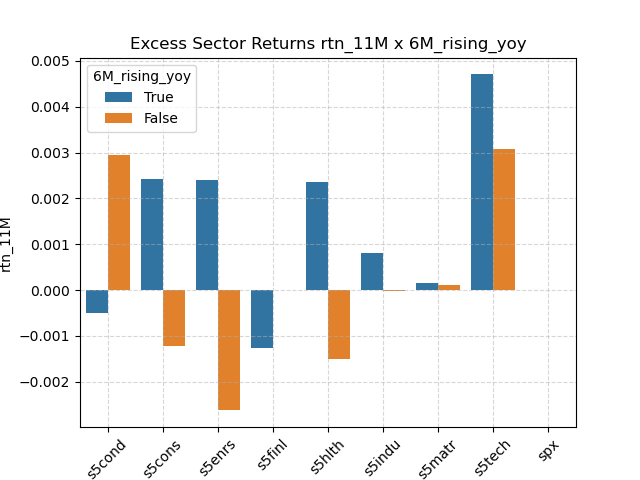 Excess Sector Returns rtn_11M x 6M_rising_yoy
6M_rising_yoy
True
False
rtn_11M
0.005
0.004
0.003
0.002
0.001
0.000
−0.001
−0.002
s5cond
s5cons
s5enrs
s5finl
s5hlth
s5indu
s5matr
s5tech
spx